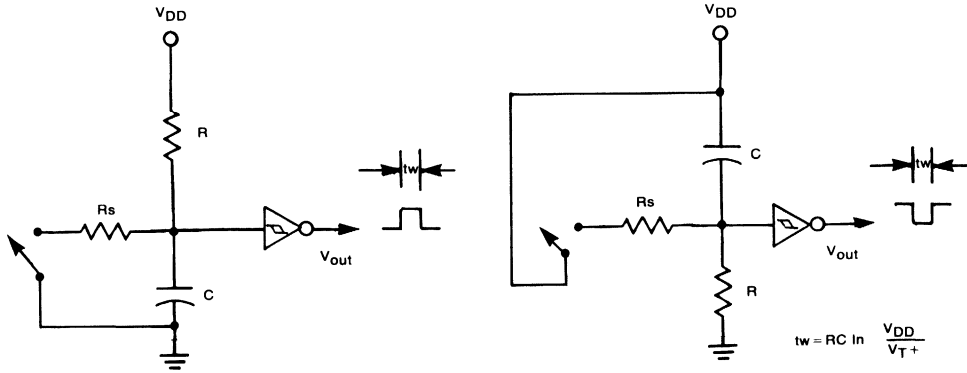 VDD
R
Rs
C
tw
Vout
VDD
C
Rs
R
tw
Vout
tw = RC ln VDD
VT+